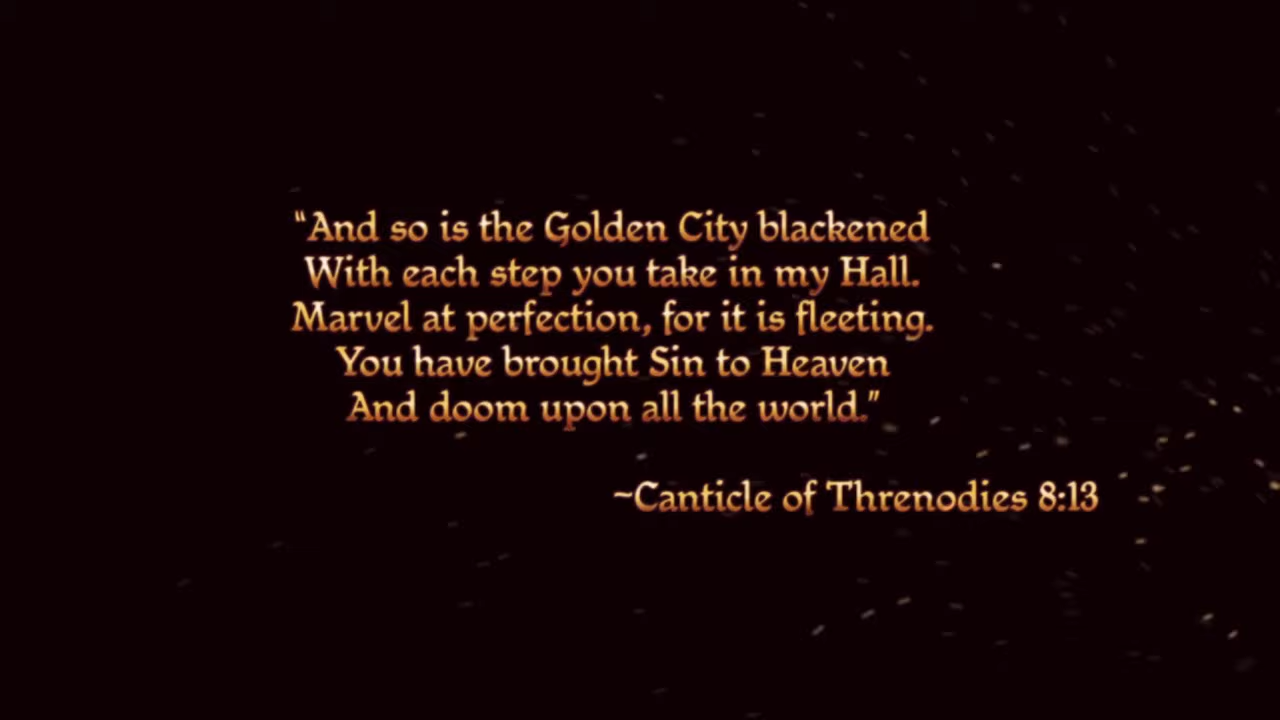 "And so is the Golden City blackened
With each step you take in my Hall.
Marvel at perfection, for it is fleeting.
You have brought Sin to Heaven
And doom upon all the world."
~Canticle of Threnodies 8:13